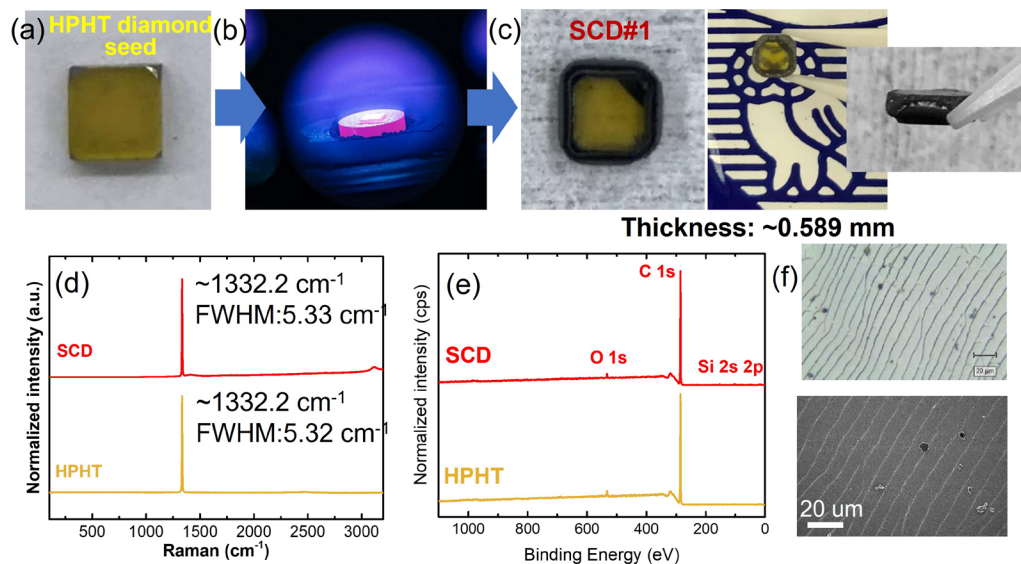 (a)
HPHT diamond
seed
(b)
(c)
SCD#1
Thickness: ~0.589 mm
(d)
~1332.2 cm⁻¹
FWHM:5.33 cm⁻¹
SCD
~1332.2 cm⁻¹
FWHM:5.32 cm⁻¹
HPHT
Normalized intensity (a.u.)
500 1000 1500 2000 2500 3000
Raman (cm⁻¹)
(e)
C 1s
SCD
O 1s
Si 2s 2p
HPHT
Normalized intensity (cps)
1000 800 600 400 200 0
Binding Energy (eV)
(f)
20 μm
20 um